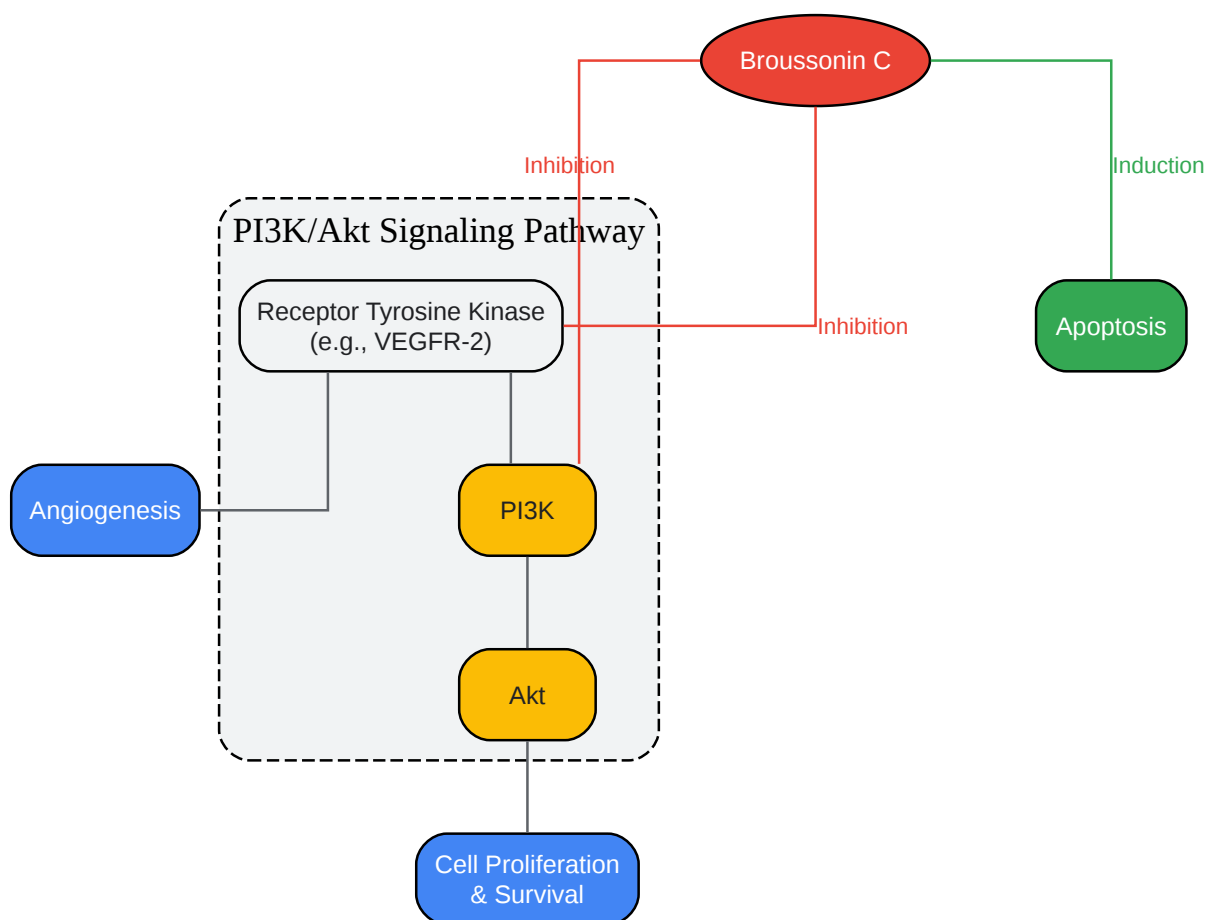 Broussonin C
Inhibition
Induction
PI3K/Akt Signaling Pathway
Receptor Tyrosine Kinase
(e.g., VEGFR-2)
Inhibition
Apoptosis
Angiogenesis
PI3K
Akt
Cell Proliferation
& Survival